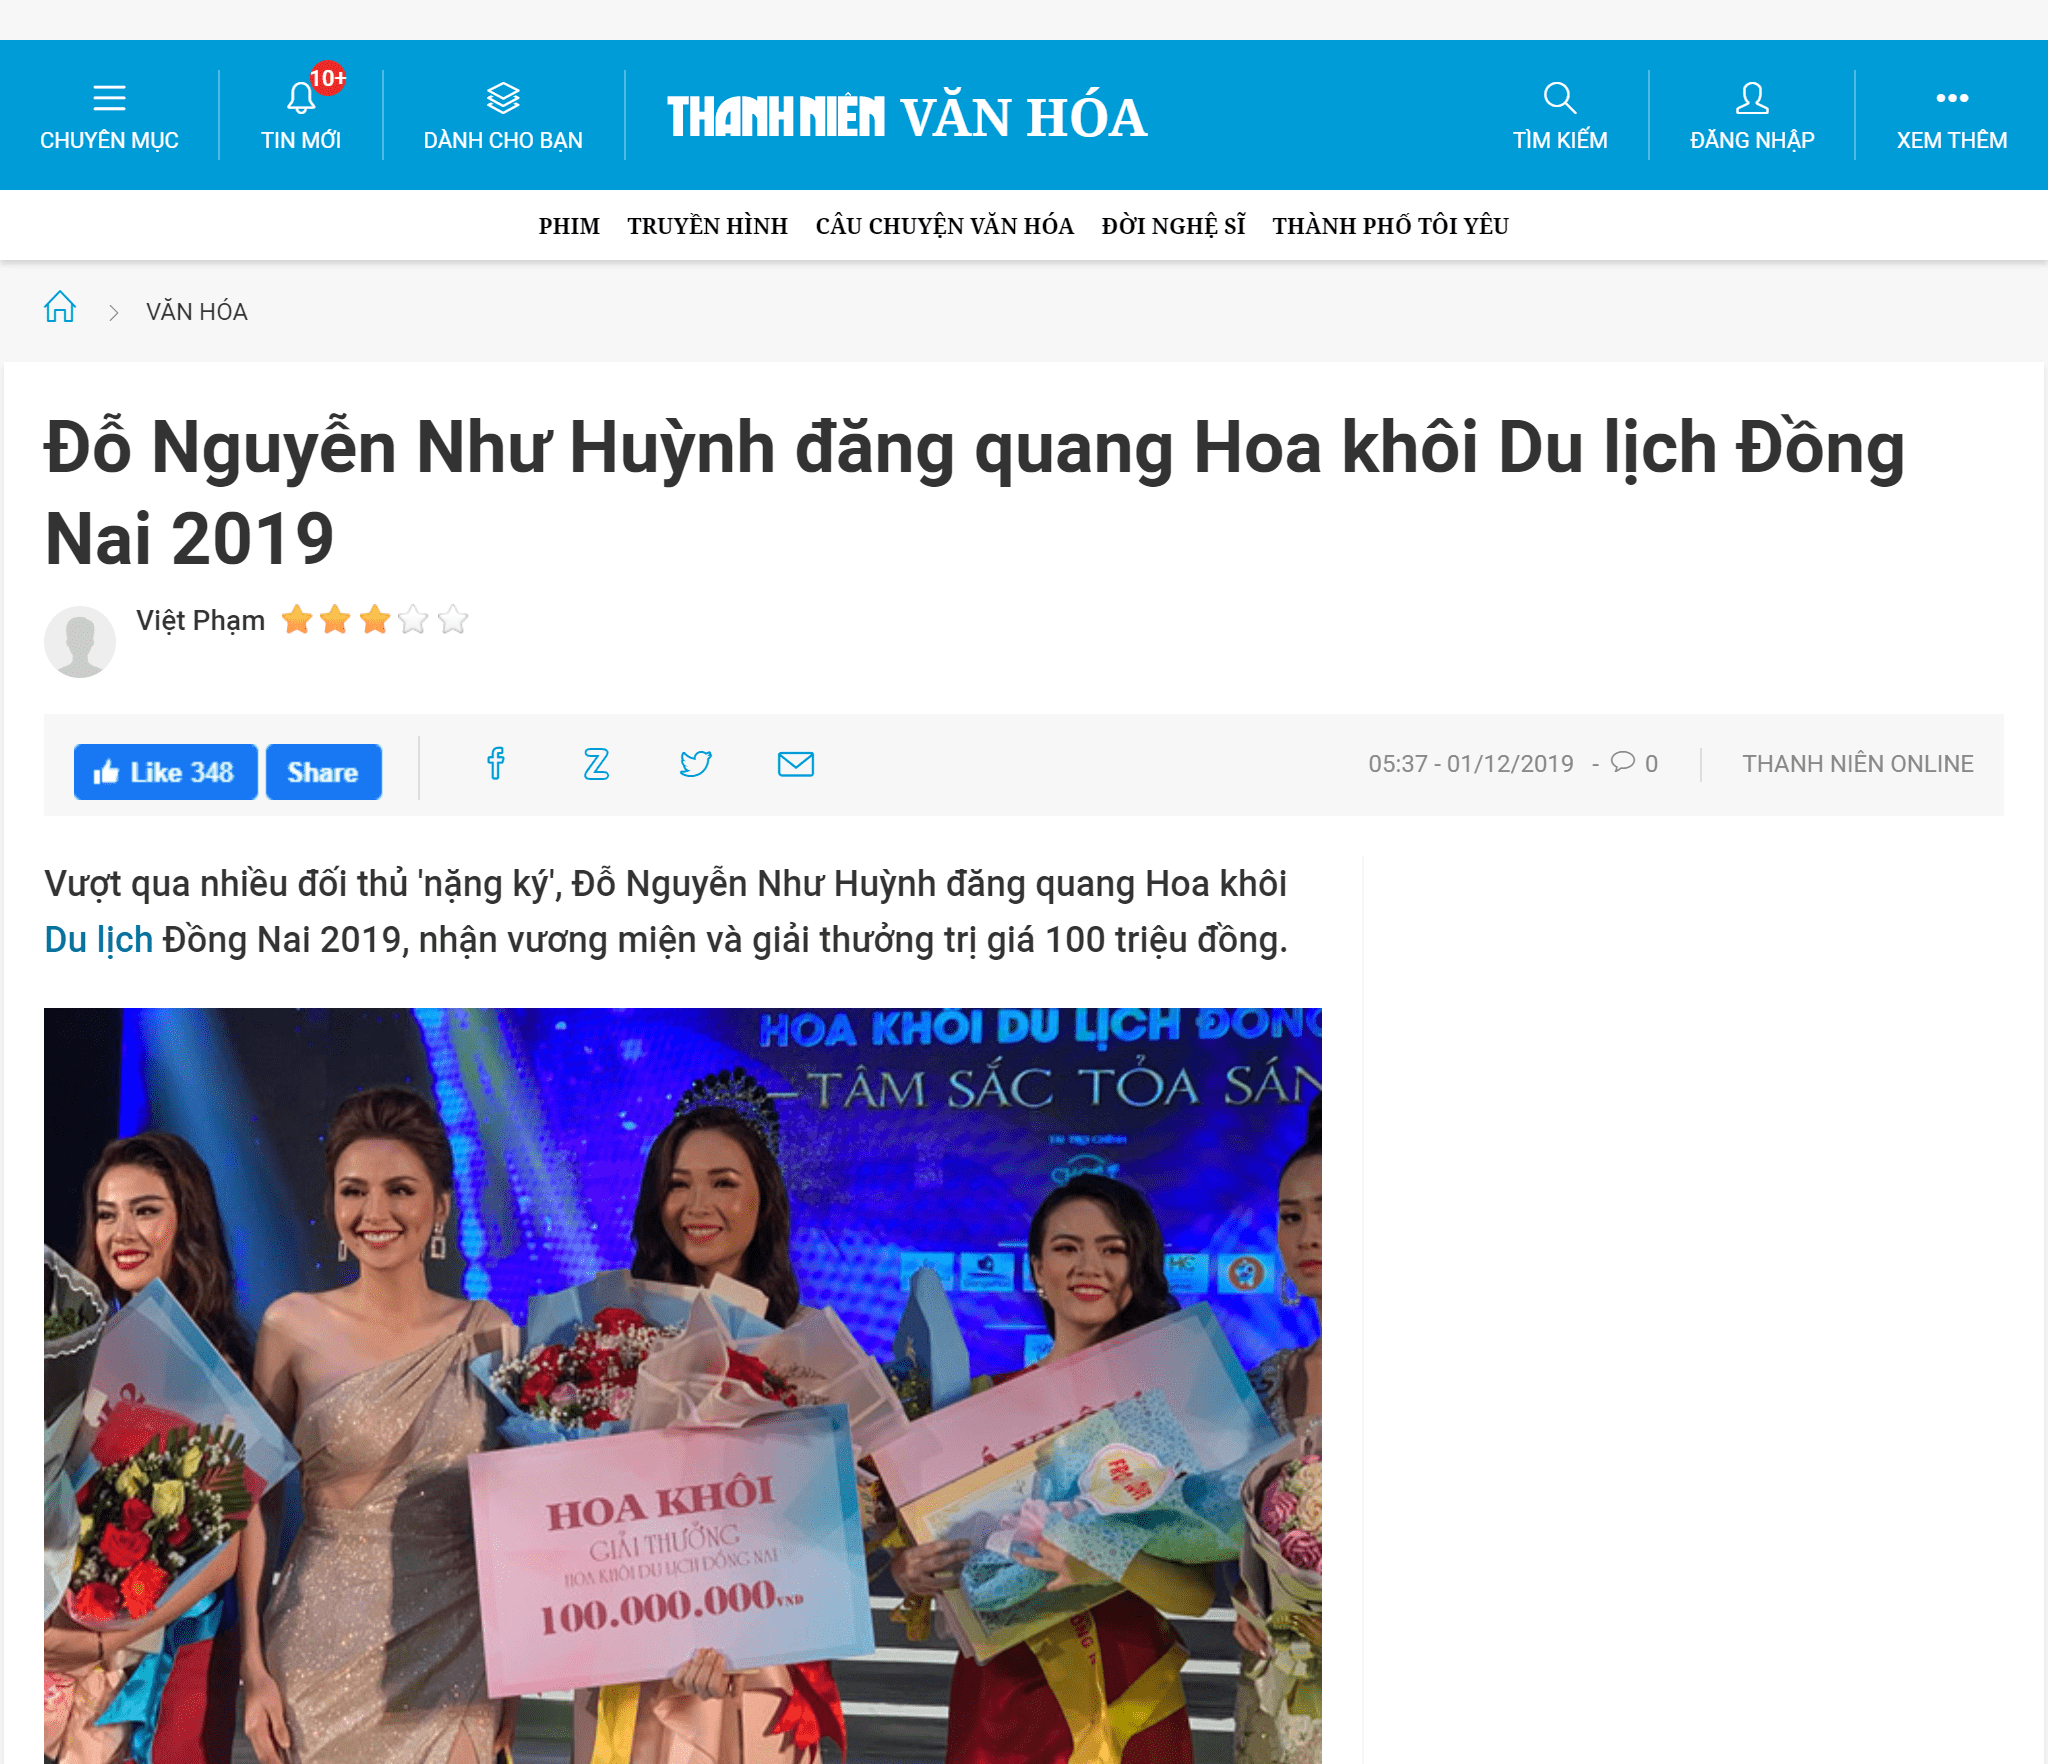 CHUYÊN MỤC
10+
TIN MỚI
DÀNH CHO BẠN
THANH NIÊN VĂN HÓA
TÌM KIẾM
ĐĂNG NHẬP
XEM THÊM
PHIM TRUYỀN HÌNH CÂU CHUYỆN VĂN HÓA ĐỜI NGHỆ SĨ THÀNH PHỐ TÔI YÊU
VĂN HÓA
Đỗ Nguyễn Như Huỳnh đăng quang Hoa khôi Du lịch Đồng
Nai 2019
Việt Phạm
Like 348 Share
05:37 - 01/12/2019 - 0
THANH NIÊN ONLINE
Vượt qua nhiều đối thủ 'nặng ký', Đỗ Nguyễn Như Huỳnh đăng quang Hoa khôi
Du lịch Đồng Nai 2019, nhận vương miện và giải thưởng trị giá 100 triệu đồng.
HOA KHÔI DU LỊCH ĐỒNG
TÂM SẮC TỎA SÁN
HOA KHÔI
GIẢI THƯỞNG
HOA KHÔI DU LỊCH ĐỒNG NAI
100.000.000 VNĐ